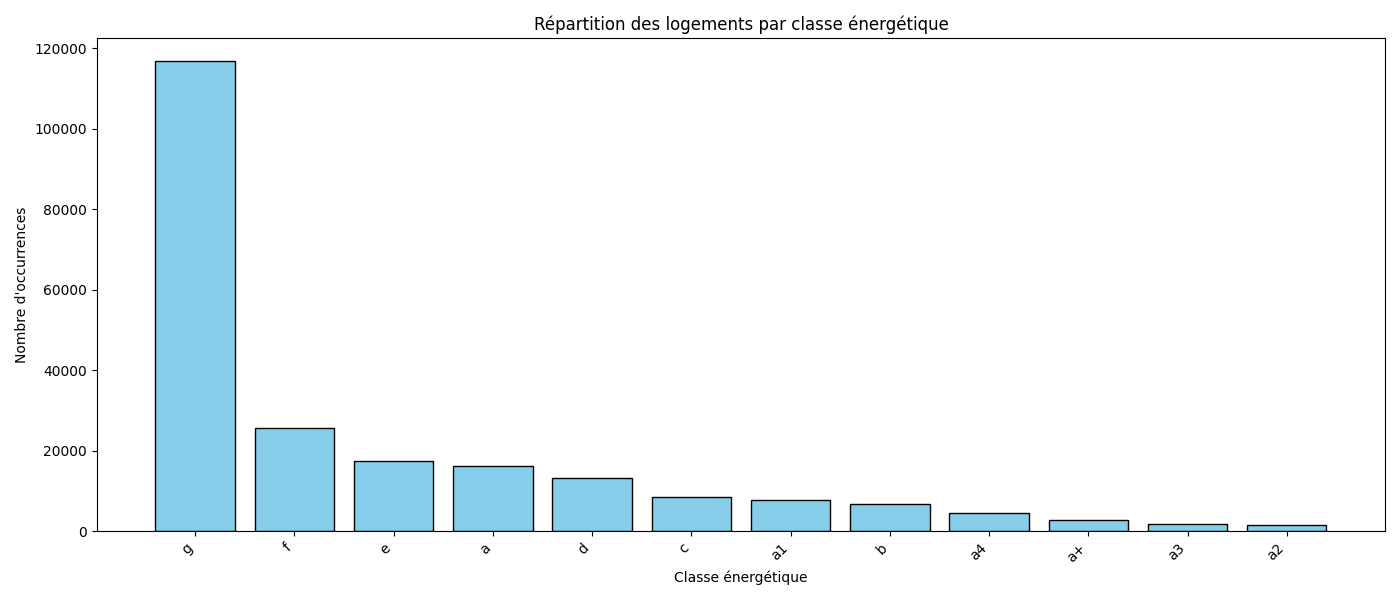 Répartition des logements par classe énergétique
120000
100000
80000
60000
40000
20000
0
Nombre d'occurrences
g
f
e
a
d
c
a1
b
a4
a+
a3
a2
Classe énergétique